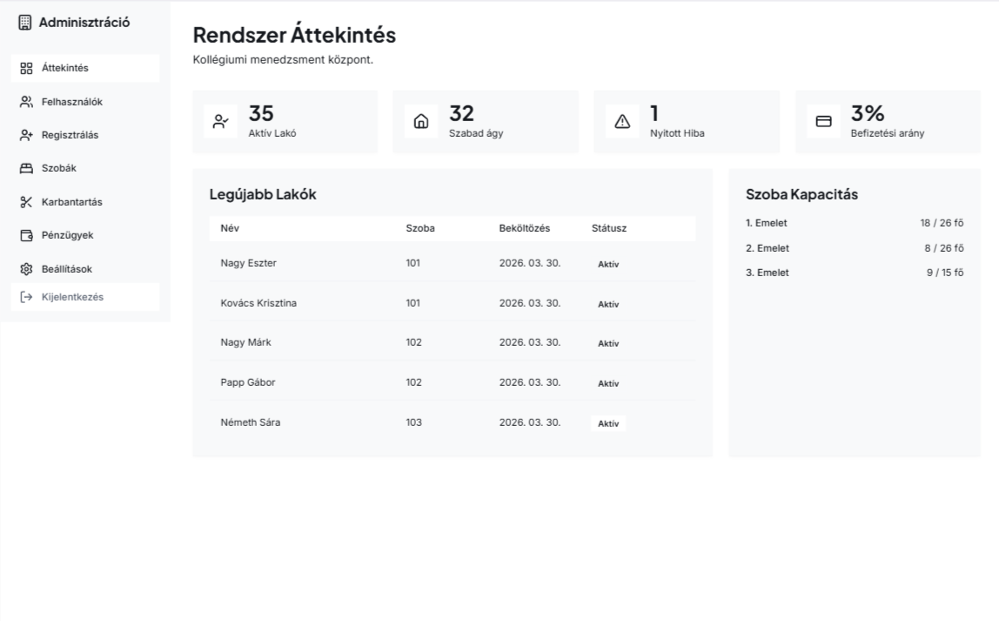 Adminisztráció
Áttekintés
Felhasználók
Regisztrálás
Szobák
Karbantartás
Pénzügyek
Beállítások
Kijelentkezés
Rendszer Áttekintés
Kollégiumi menedzsment központ.
35
Aktív Lakó
32
Szabad ágy
1
Nyitott Hiba
3%
Befizetési arány
Legújabb Lakók
Név Szoba Beköltözés Státusz
Nagy Eszter 101 2026. 03. 30. Aktív
Kovács Krisztina 101 2026. 03. 30. Aktív
Nagy Márk 102 2026. 03. 30. Aktív
Papp Gábor 102 2026. 03. 30. Aktív
Németh Sára 103 2026. 03. 30. Aktív
Szoba Kapacitás
1. Emelet 18 / 26 fő
2. Emelet 8 / 26 fő
3. Emelet 9 / 15 fő